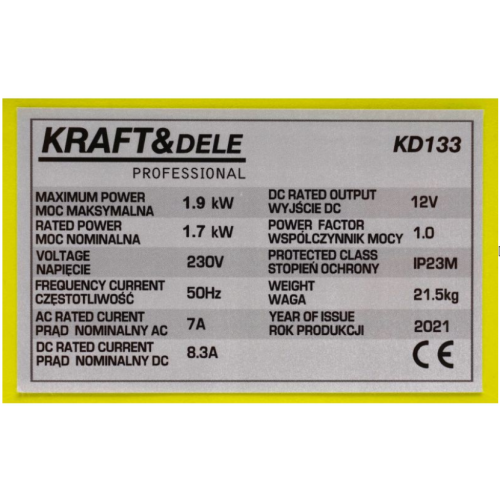 KRAFT&DELE KD133
PROFESSIONAL
MAXIMUM POWER
MOC MAKSYMALNA 1.9 kW
RATED POWER
MOC NOMINALNA 1.7 kW
VOLTAGE
NAPIĘCIE 230V
FREQUENCY CURRENT
CZĘSTOTLIWOŚĆ 50Hz
AC RATED CURENT
PRĄD NOMINALNY AC 7A
DC RATED CURRENT
PRĄD NOMINALNY DC 8.3A
DC RATED OUTPUT
WYJŚCIE DC 12V
POWER FACTOR
WSPÓLCZYNNIK MOCY 1.0
PROTECTED CLASS
STOPIEŃ OCHRONY IP23M
WEIGHT
WAGA 21.5kg
YEAR OF ISSUE
ROK PRODUKCJI 2021
CE